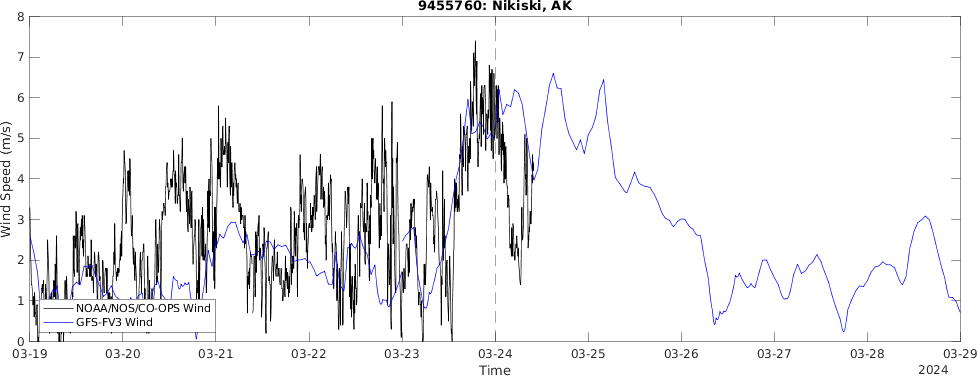 9455760: Nikiski, AK
8
7
6
5
4
3
2
1
0
Wind Speed (m/s)
NOAA/NOS/CO-OPS Wind
GFS-FV3 Wind
03-19 03-20 03-21 03-22 03-23 03-24 03-25 03-26 03-27 03-28 03-29
Time
2024